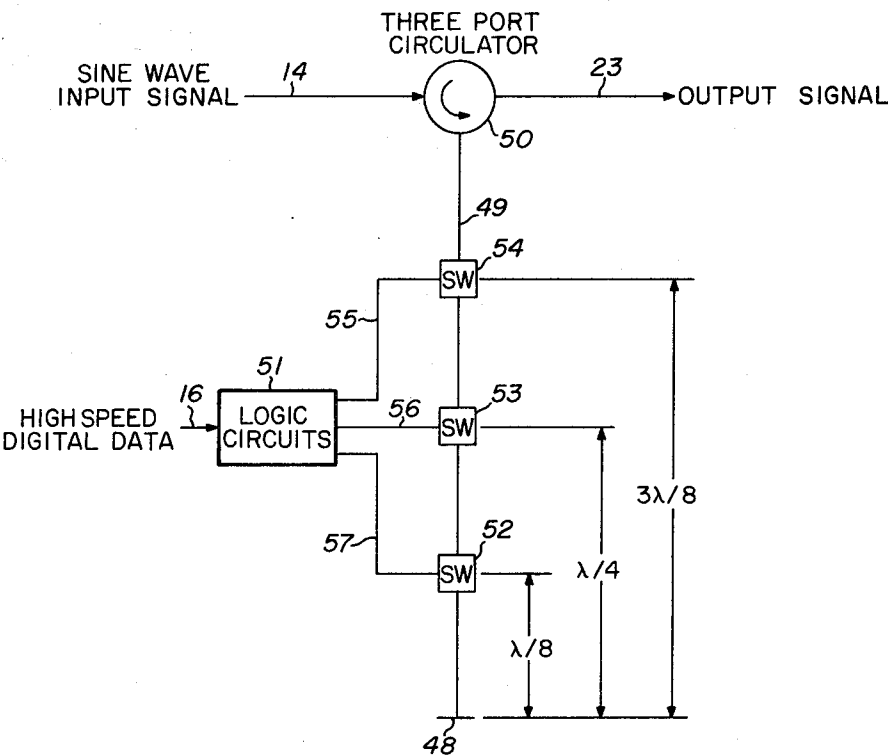 THREE PORT
CIRCULATOR
SINE WAVE
INPUT SIGNAL
14
23
OUTPUT SIGNAL
50
49
54
SW
55
51
16
HIGH SPEED
DIGITAL DATA
LOGIC
CIRCUITS
56
53
SW
3λ/8
57
52
SW
λ/4
λ/8
48